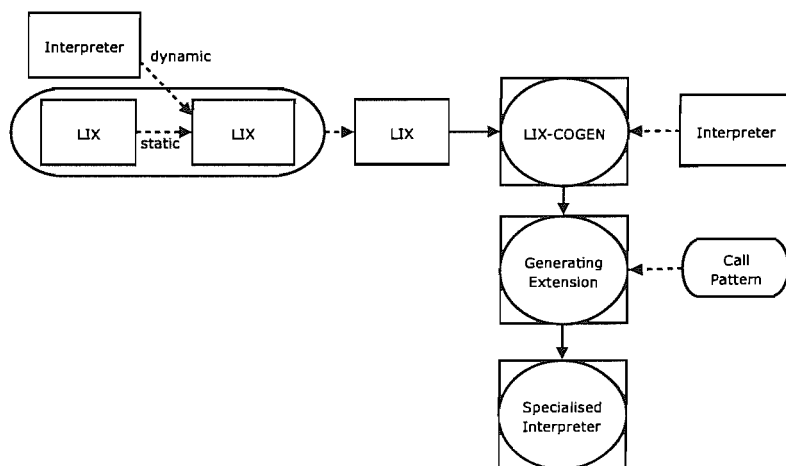 Interpreter
dynamic
LIX
static
LIX
LIX
LIX-COGEN
Interpreter
Generating
Extension
Call
Pattern
Specialised
Interpreter